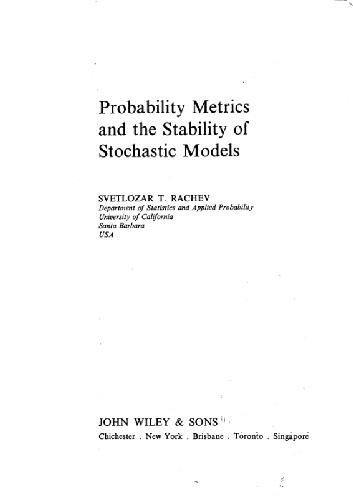 Probability Metrics
and the Stability of
Stochastic Models
SVETLOZAR T. RACHEV
Department of Statistics and Applied Probability
University of California
Santa Barbara
USA
JOHN WILEY & SONS
Chichester . New York . Brisbane . Toronto . Singapore